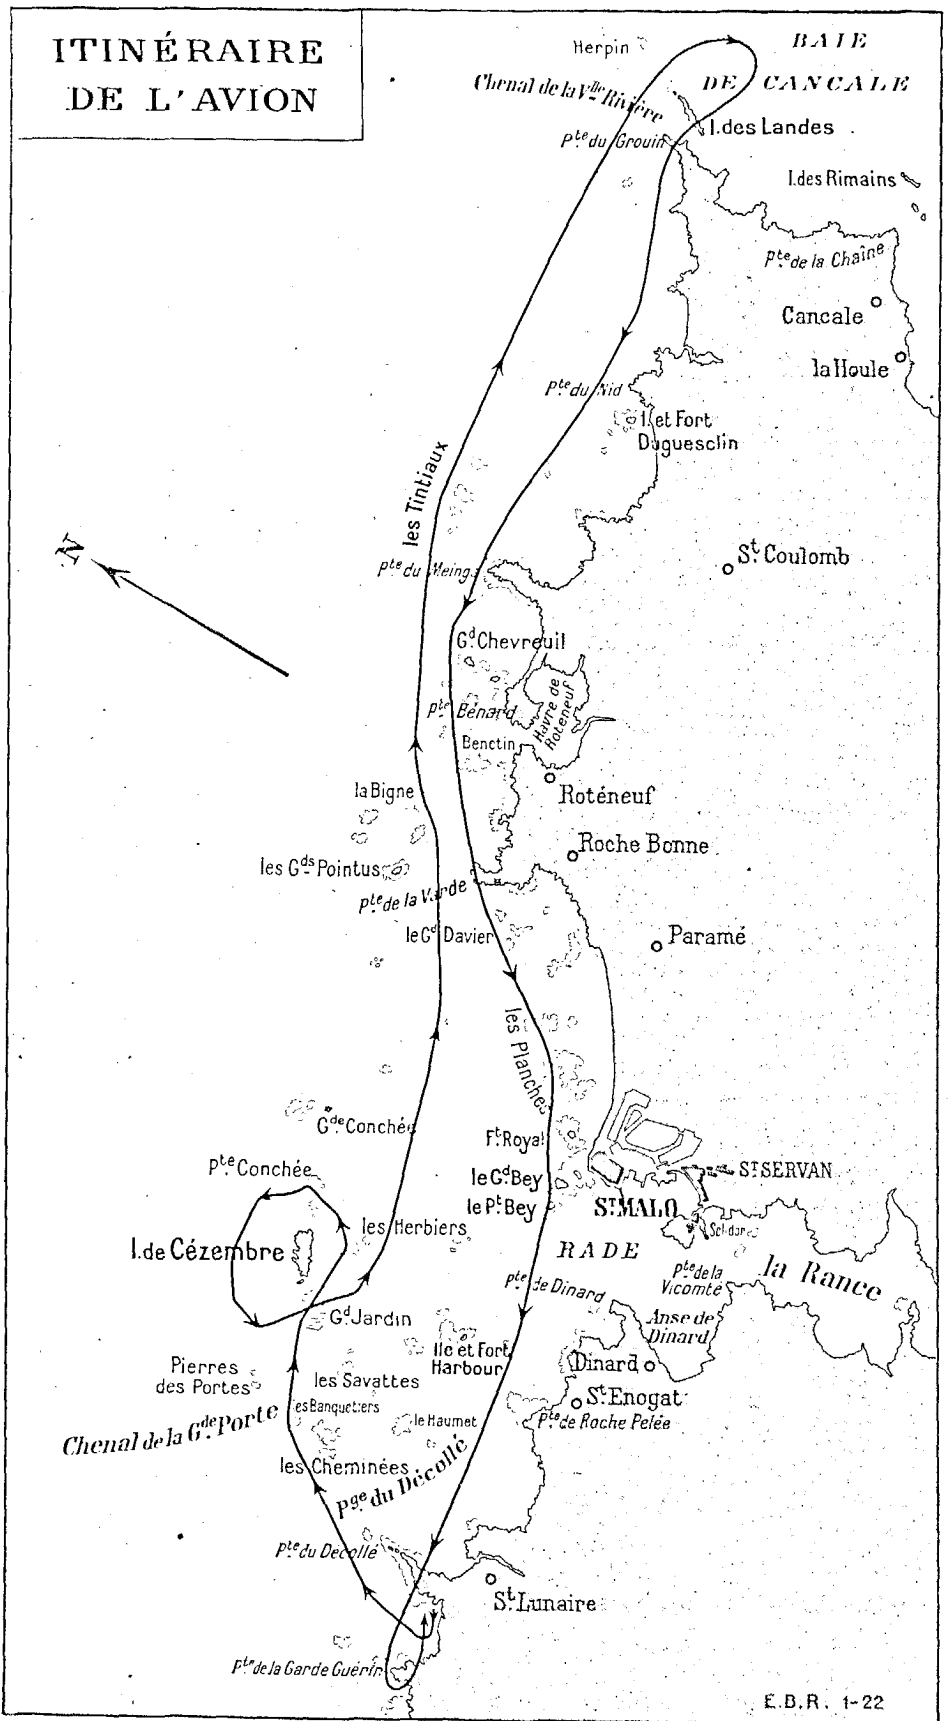 ITINÉRAIRE
DE L'AVION
BAIE
DE CANCALE
Herpin
Chenal de la Vlle Rivière
Pte du Grouin
I. des Landes
I. des Rimains
Pte de la Chaîne
Cancale
la Houle
Pte du Nid
I. et Fort
Duguesclin
les Tintiaux
N
St. Coulomb
Pte du Meing
Gd. Chevreuil
Pte Bénard
Havre de
Roteneuf
Benctin
la Bigne
Roténeuf
Roche Bonne
les Gds Pointus
Pte de la Varde
le Gd Davier
Paramé
les Planches
Gde Conchée
Ft. Royal
Pte Conchée
le Gd. Bey
St SERVAN
le Pt. Bey
St. MALO
les Herbiers
I. de Cézembre
RADE
Pte de la
Vicomté
la Rance
Pte de Dinard
Gd. Jardin
Anse de
Dinard
Ile et Fort
Harbour
Pierres
des Portes
les Savattes
Dinard
St. Enogat
es Banquetiers
le Haumet
Pte de Roche Pelée
Chenal de la Gde Porte
les Cheminées
Pge du Décollé
Pte du Décollé
St. Lunaire
Pte de la Garde Guérin
E.B.R. 1-22